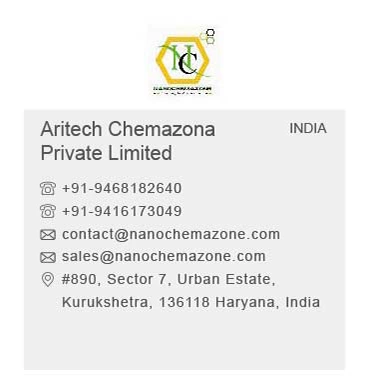 NC
NANOCHEMAZONE
Aritech Chemazona INDIA
Private Limited
+91-9468182640
+91-9416173049
contact@nanochemazone.com
sales@nanochemazone.com
#890, Sector 7, Urban Estate,
Kurukshetra, 136118 Haryana, India